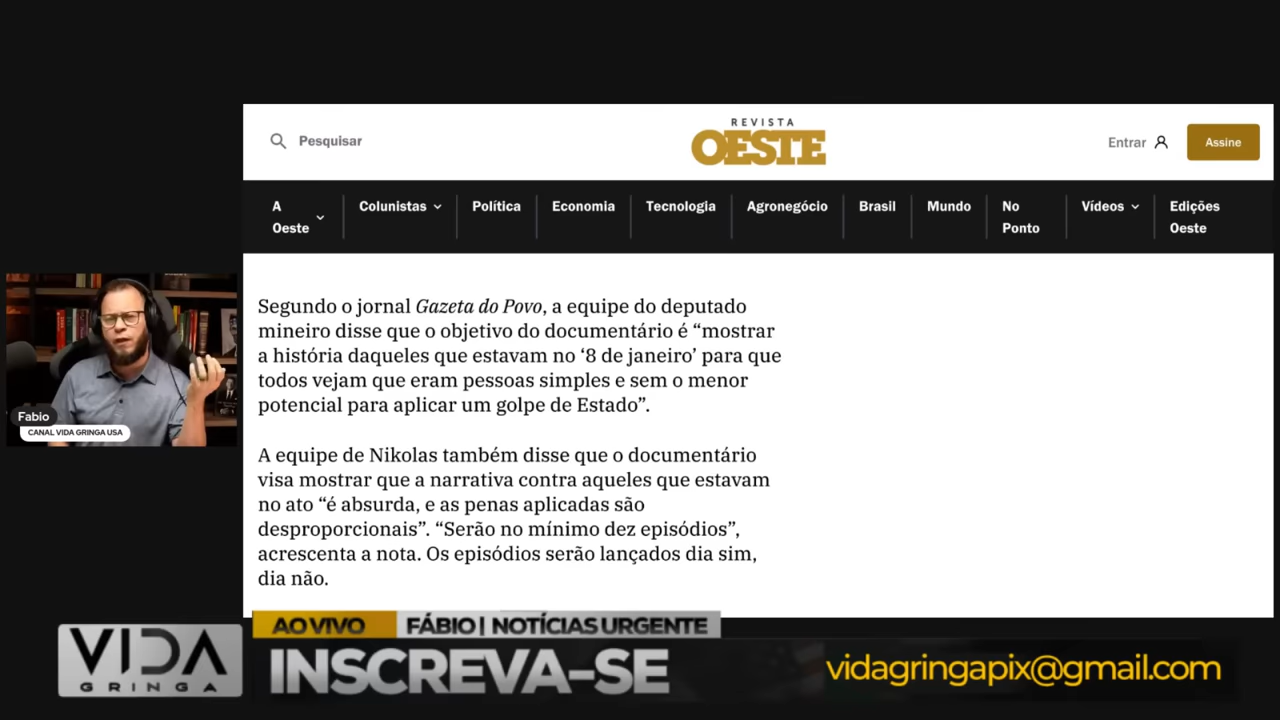 Pesquisar
REVISTA
OESTE
Entrar
Assine
A Oeste
Colunistas
Política
Economia
Tecnologia
Agronegócio
Brasil
Mundo
No Ponto
Vídeos
Edições Oeste
Segundo o jornal Gazeta do Povo, a equipe do deputado
mineiro disse que o objetivo do documentário é “mostrar
a história daqueles que estavam no ‘8 de janeiro’ para que
todos vejam que eram pessoas simples e sem o menor
potencial para aplicar um golpe de Estado”.
A equipe de Nikolas também disse que o documentário
visa mostrar que a narrativa contra aqueles que estavam
no ato “é absurda, e as penas aplicadas são
desproporcionais”. “Serão no mínimo dez episódios”,
acrescenta a nota. Os episódios serão lançados dia sim,
dia não.
Fabio
CANAL VIDA GRINGA USA
AO VIVO
FÁBIO | NOTÍCIAS URGENTE
VIDA
GRINGA
INSCREVA-SE
vidagringapix@gmail.com